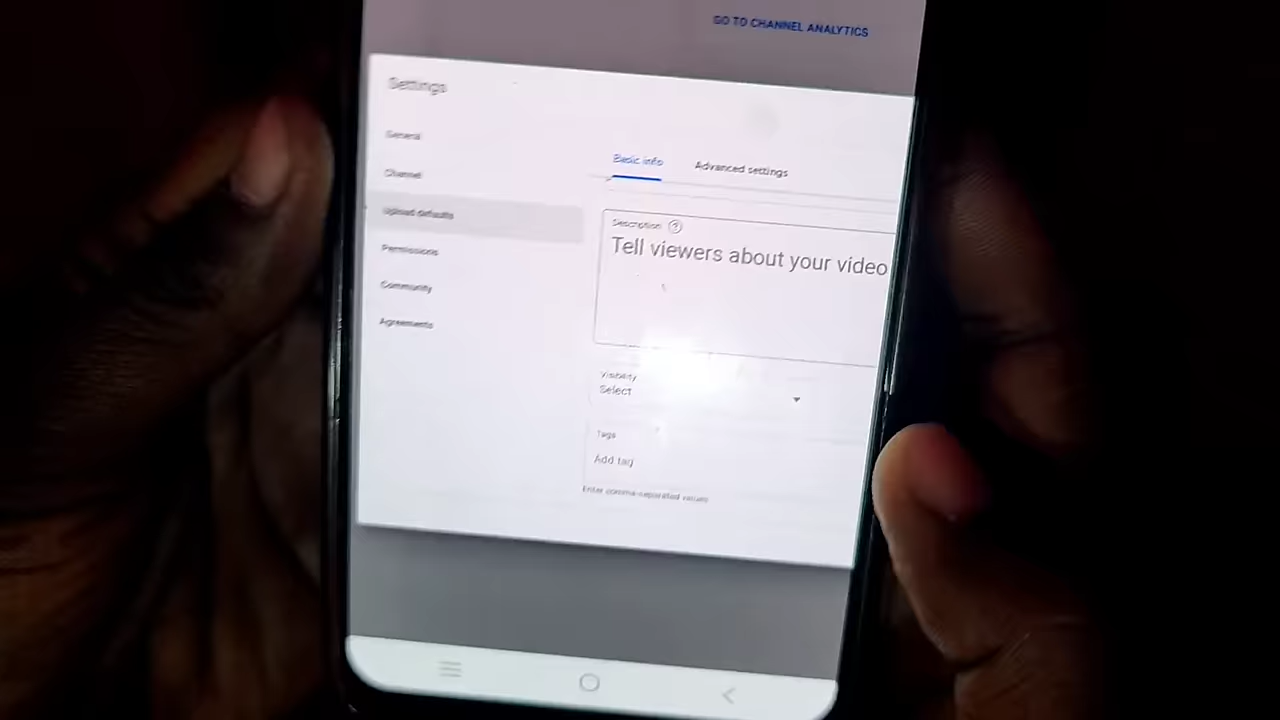 GO TO CHANNEL ANALYTICS
Settings
General
Channel
Upload defaults
Permissions
Community
Agreements
Basic info
Advanced settings
Description ?
Tell viewers about your video
Visibility
Select
Tags
Add tag
Enter comma-separated values